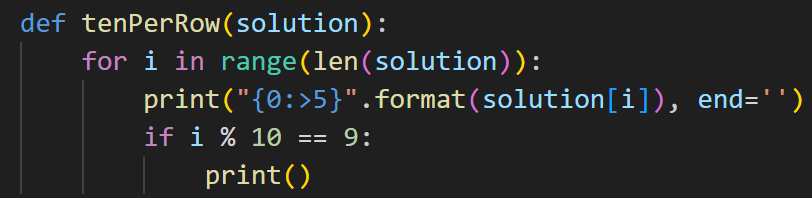 def tenPerRow(solution):
    for i in range(len(solution)):
        print("{0:>5}".format(solution[i]), end='')
        if i % 10 == 9:
            print()